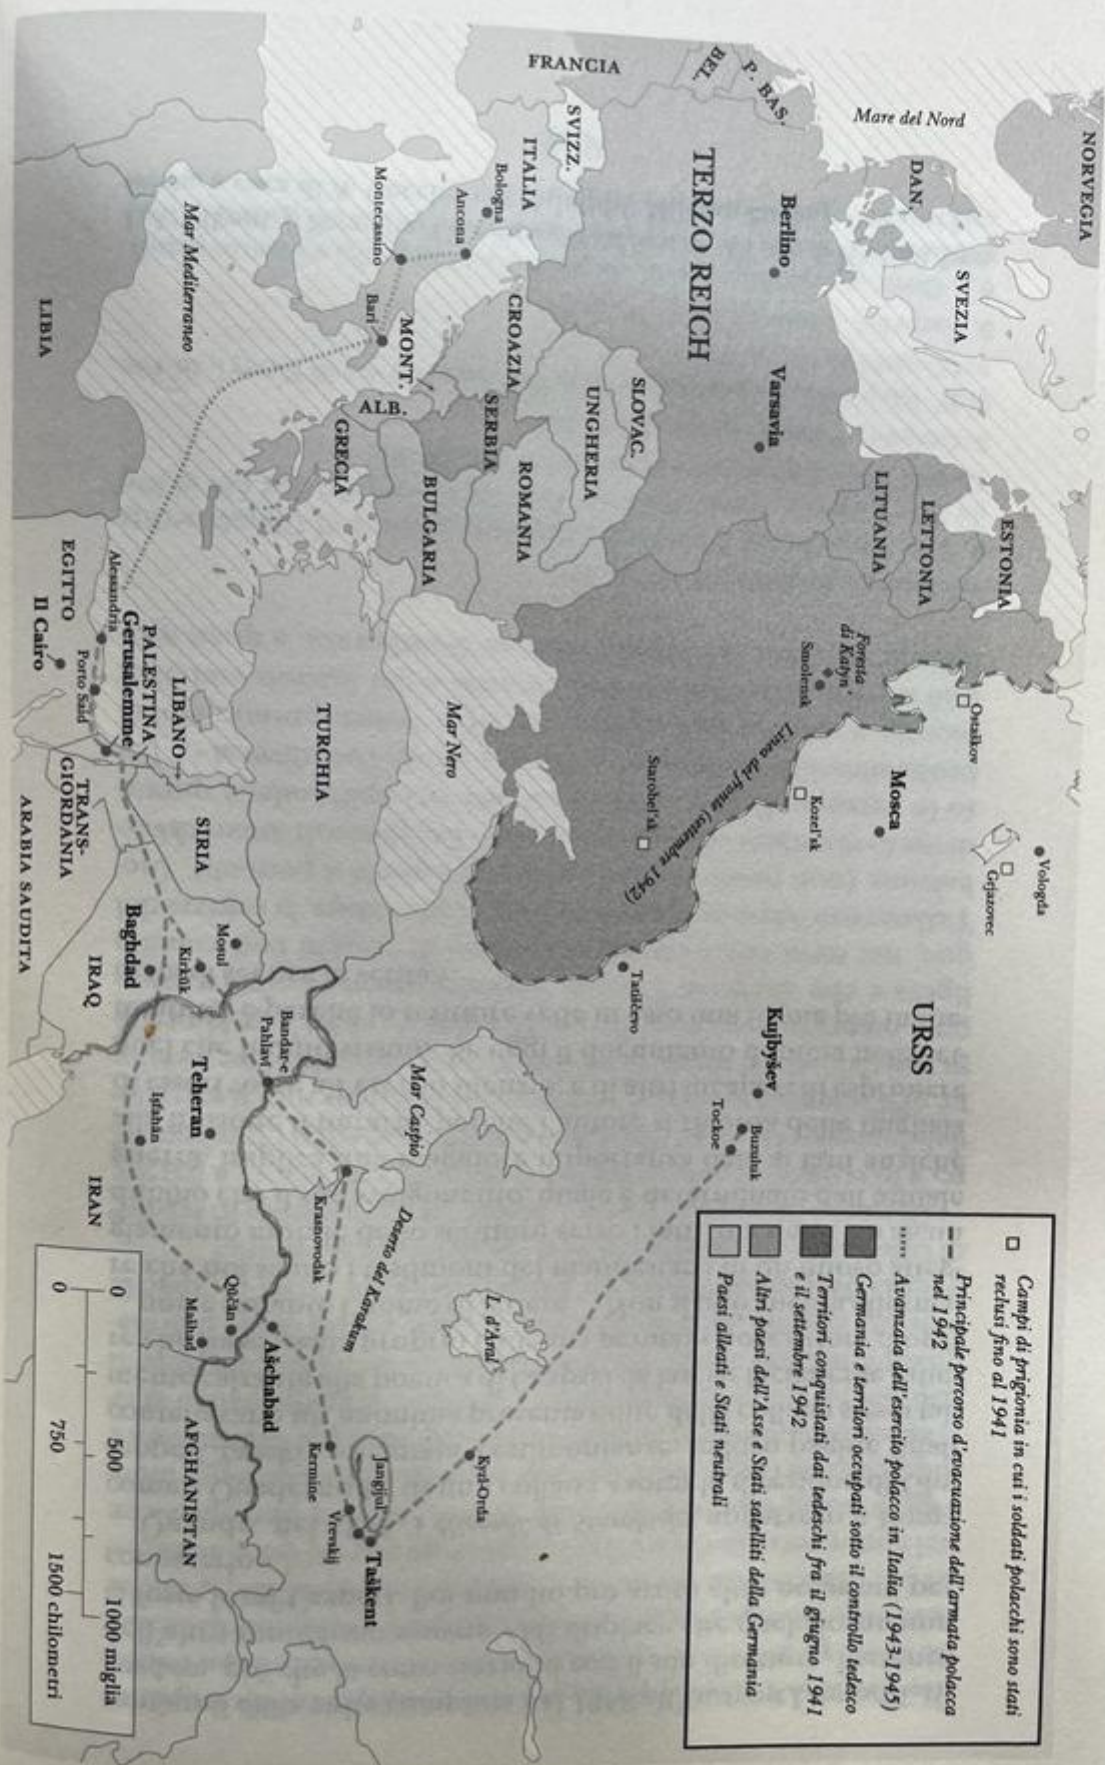 NORVEGIA
Mare del Nord
SVEZIA
DAN.
P. BAS.
BEL.
FRANCIA
SVIZZ.
ITALIA
TERZO REICH
Berlino
Varsavia
ESTONIA
LETTONIA
LITUANIA
SLOVAC.
UNGHERIA
CROAZIA
ROMANIA
SERBIA
BULGARIA
MONT.
ALB.
GRECIA
Bologna
Ancona
Montecassino
Bari
Mar Mediterraneo
LIBIA
EGITTO
Il Cairo
Alessandria
Porto Said
Gerusalemme
PALESTINA
LIBANO
TRANS-
GIORDANIA
ARABIA SAUDITA
SIRIA
TURCHIA
Mar Nero
Foresta
di Katyn'
Smolensk
Ostaškov
Mosca
Kozel'sk
Starobel'sk
Linea del fronte (settembre 1942)
Vologda
Grjazovec
Tatiščevo
URSS
Kujbyšev
Buzuluk
Tockoe
Mosul
Kirkūk
Baghdad
IRAQ
Bandar-e
Pahlavī
Mar Caspio
Teheran
Iṣfahān
IRAN
Krasnovodsk
Deserto del Karakum
L. d'Aral
Qūčān
Mašhad
Ašchabad
AFGHANISTAN
Kermine
Kyzl-Orda
Jangijul'
Vrevskij
Taškent
Campi di prigionia in cui i soldati polacchi sono stati
reclusi fino al 1941
Principale percorso d'evacuazione dell'armata polacca
nel 1942
Avanzata dell'esercito polacco in Italia (1943-1945)
Germania e territori occupati sotto il controllo tedesco
Territori conquistati dai tedeschi fra il giugno 1941
e il settembre 1942
Altri paesi dell'Asse e Stati satelliti della Germania
Paesi alleati e Stati neutrali
0 500 1000 miglia
0 750 1500 chilometri